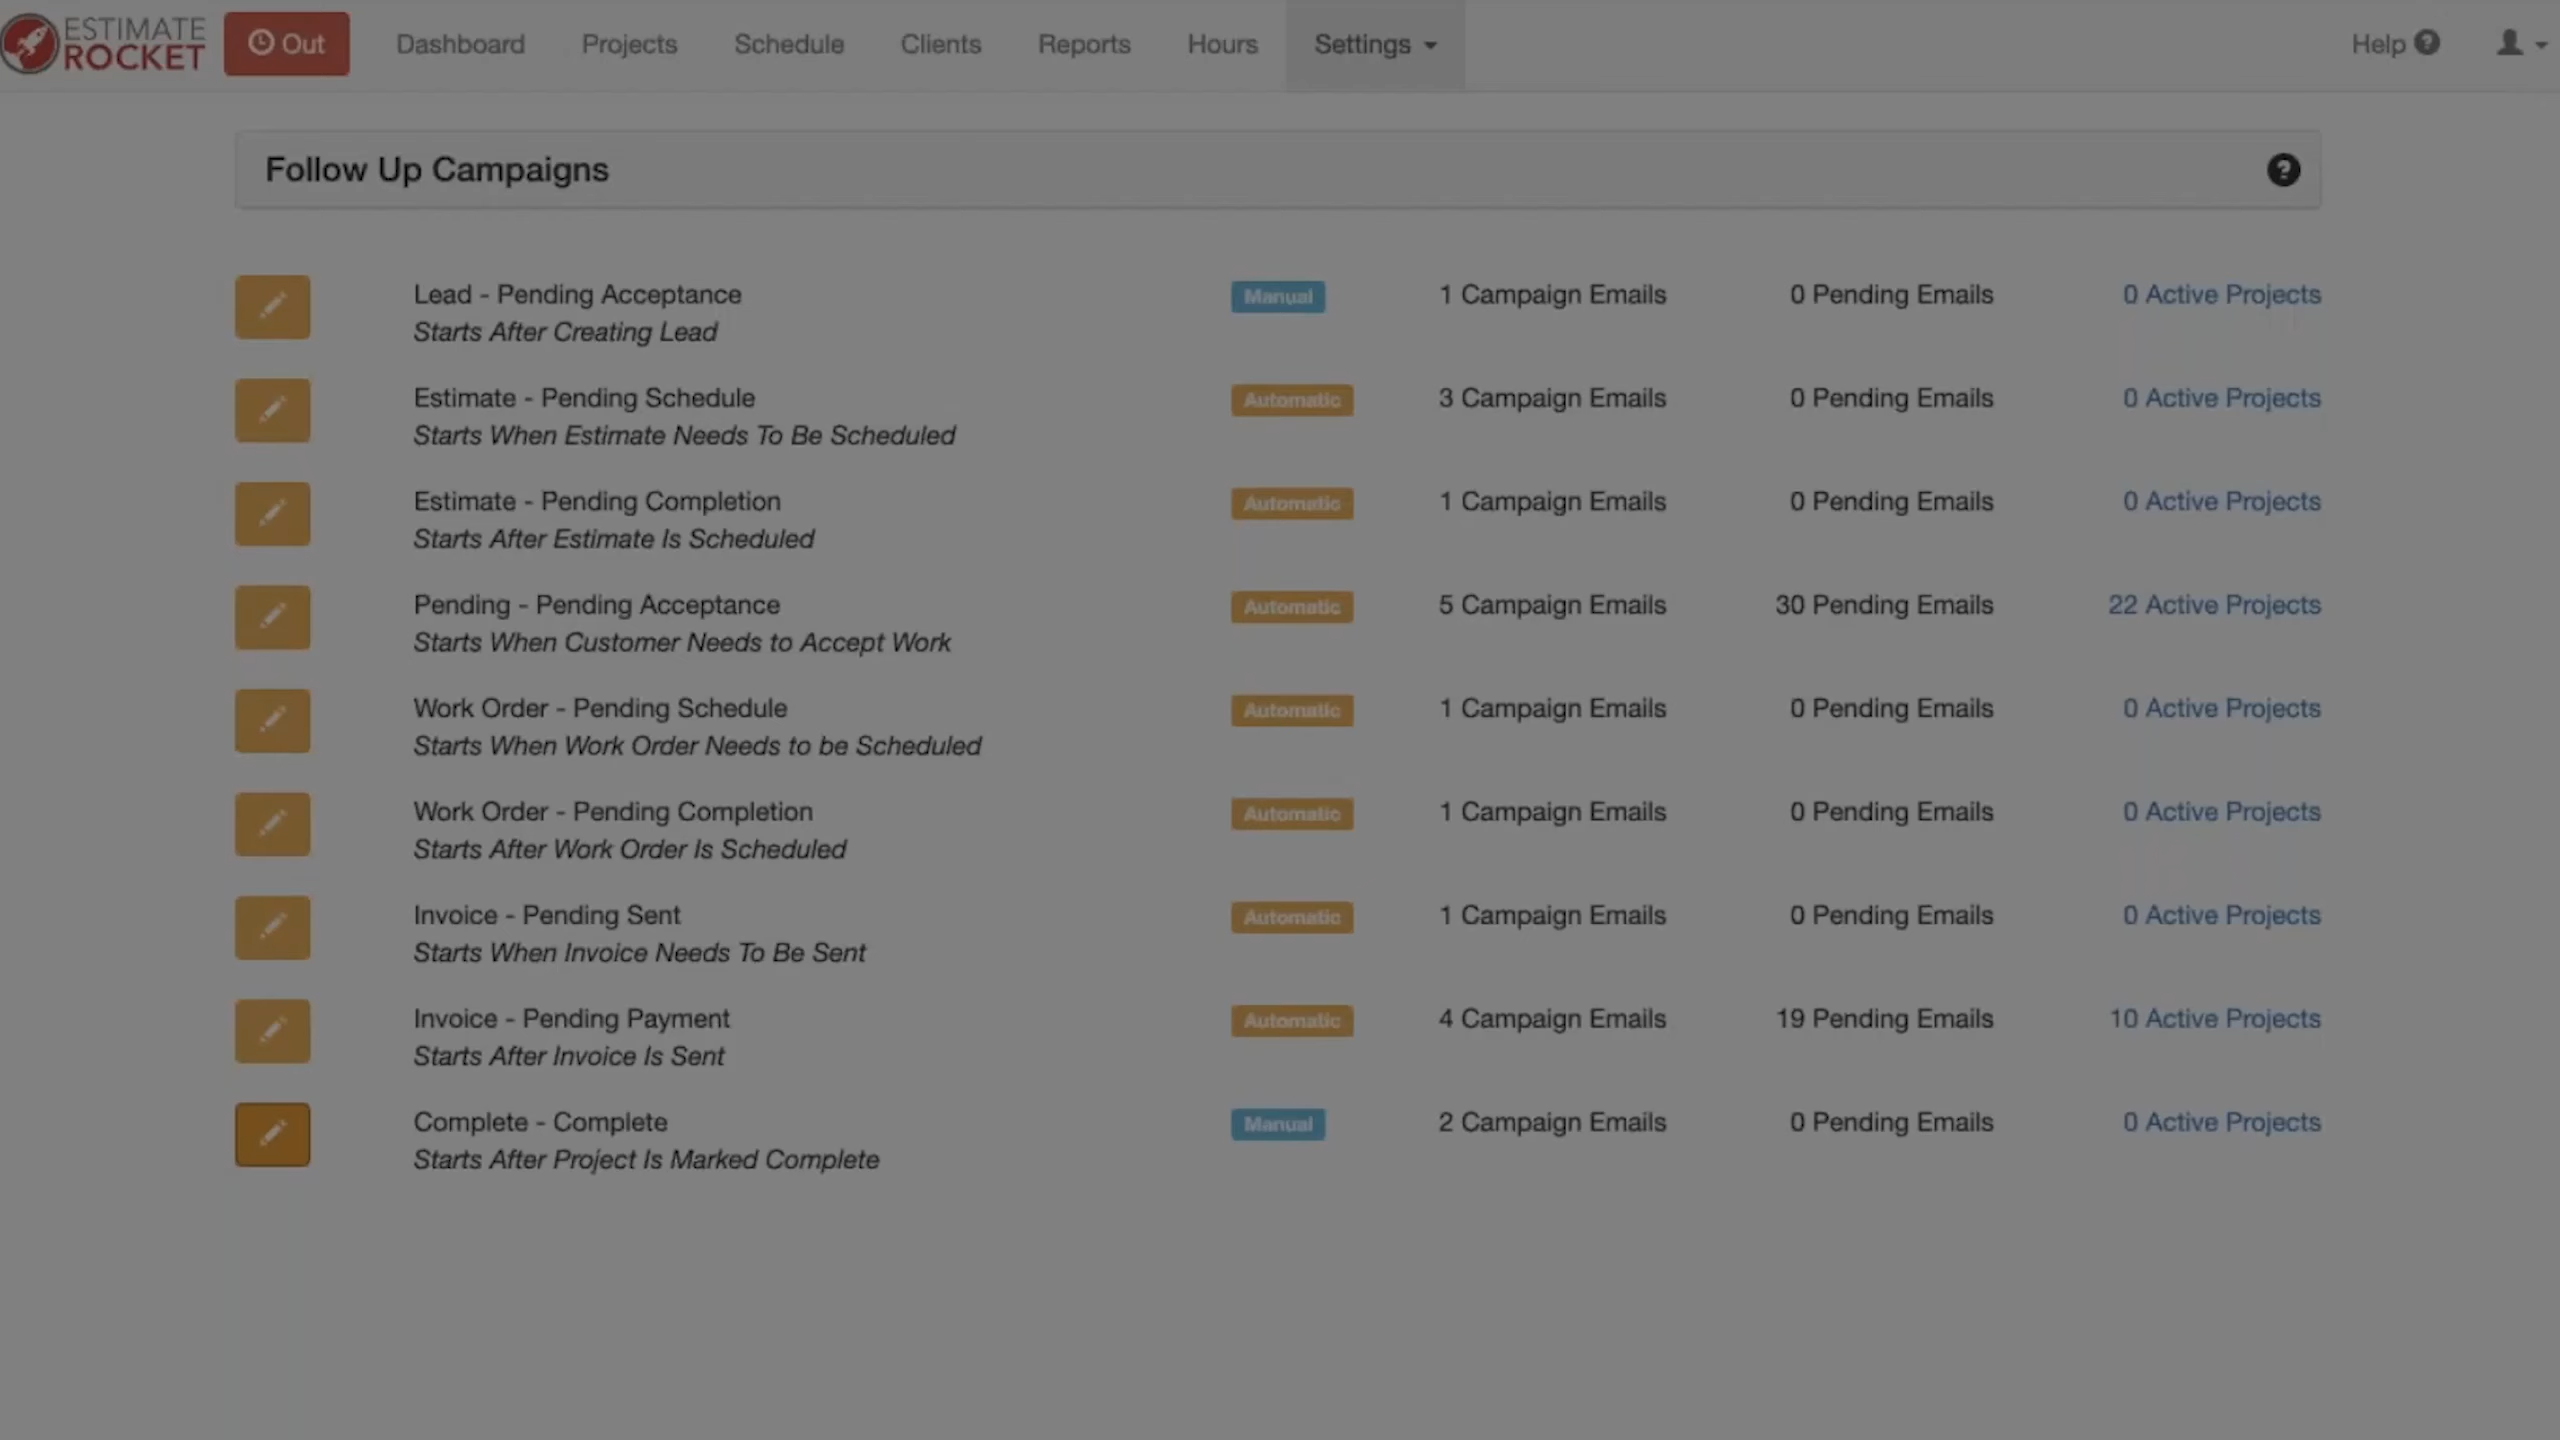 ESTIMATE
ROCKET
Out
Dashboard
Projects
Schedule
Clients
Reports
Hours
Settings
Help
Follow Up Campaigns
Lead - Pending Acceptance
Starts After Creating Lead
Manual
1 Campaign Emails
0 Pending Emails
0 Active Projects
Estimate - Pending Schedule
Starts When Estimate Needs To Be Scheduled
Automatic
3 Campaign Emails
0 Pending Emails
0 Active Projects
Estimate - Pending Completion
Starts After Estimate Is Scheduled
Automatic
1 Campaign Emails
0 Pending Emails
0 Active Projects
Pending - Pending Acceptance
Starts When Customer Needs to Accept Work
Automatic
5 Campaign Emails
30 Pending Emails
22 Active Projects
Work Order - Pending Schedule
Starts When Work Order Needs to be Scheduled
Automatic
1 Campaign Emails
0 Pending Emails
0 Active Projects
Work Order - Pending Completion
Starts After Work Order Is Scheduled
Automatic
1 Campaign Emails
0 Pending Emails
0 Active Projects
Invoice - Pending Sent
Starts When Invoice Needs To Be Sent
Automatic
1 Campaign Emails
0 Pending Emails
0 Active Projects
Invoice - Pending Payment
Starts After Invoice Is Sent
Automatic
4 Campaign Emails
19 Pending Emails
10 Active Projects
Complete - Complete
Starts After Project Is Marked Complete
Manual
2 Campaign Emails
0 Pending Emails
0 Active Projects